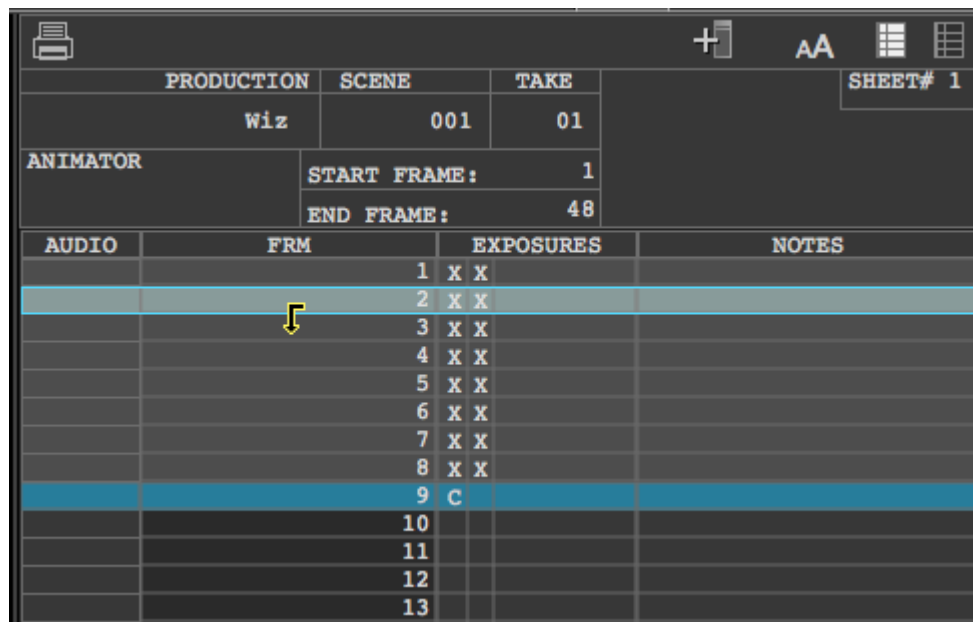 AA
PRODUCTION SCENE TAKE SHEET# 1
Wiz 001 01
ANIMATOR
START FRAME: 1
END FRAME: 48
AUDIO FRM EXPOSURES NOTES
1 X X
2 X X
3 X X
4 X X
5 X X
6 X X
7 X X
8 X X
9 C
10
11
12
13